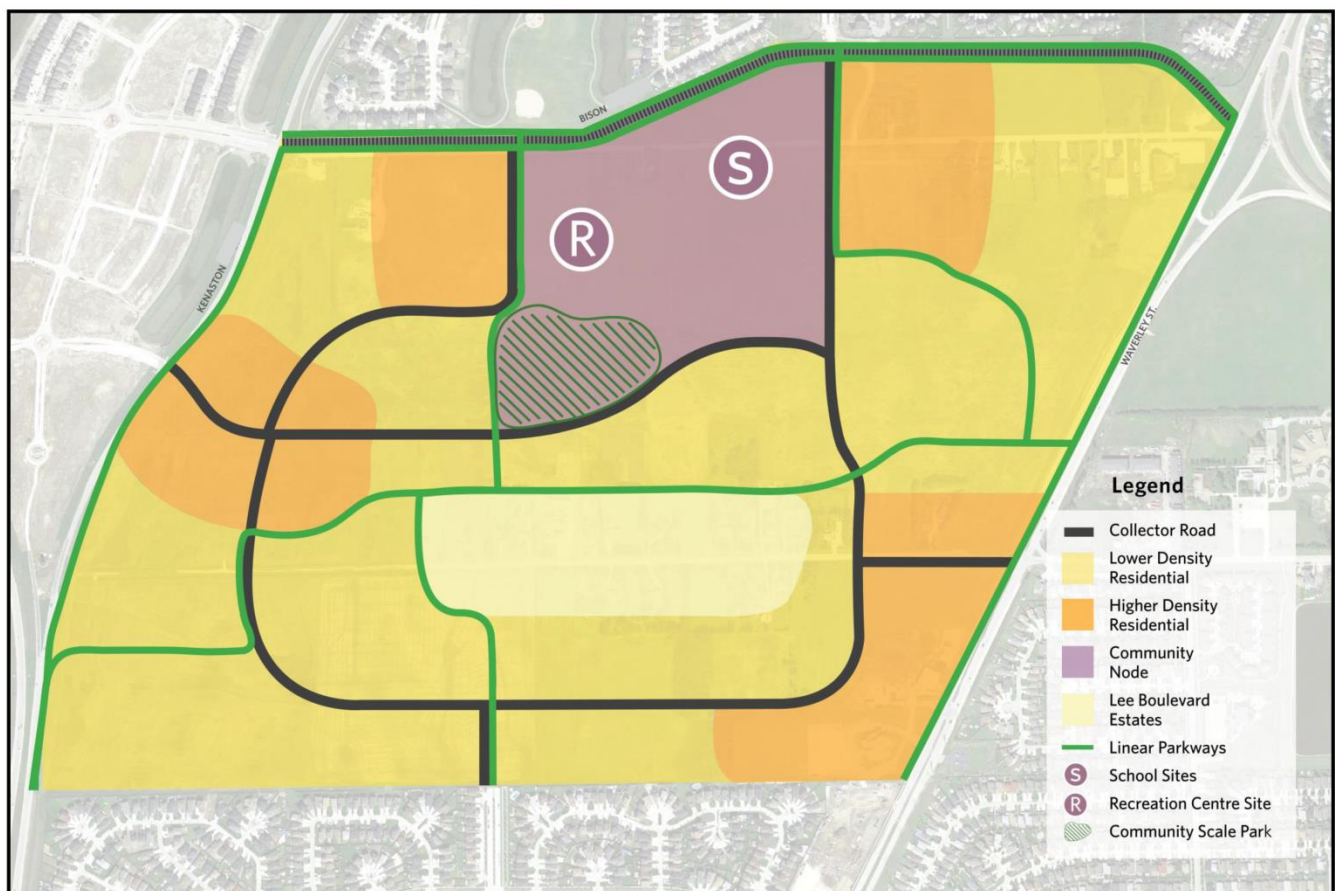 BISON
S
R
KENASTON
WAVERLEY ST.
Legend
Collector Road
Lower Density
Residential
Higher Density
Residential
Community
Node
Lee Boulevard
Estates
Linear Parkways
S School Sites
R Recreation Centre Site
Community Scale Park